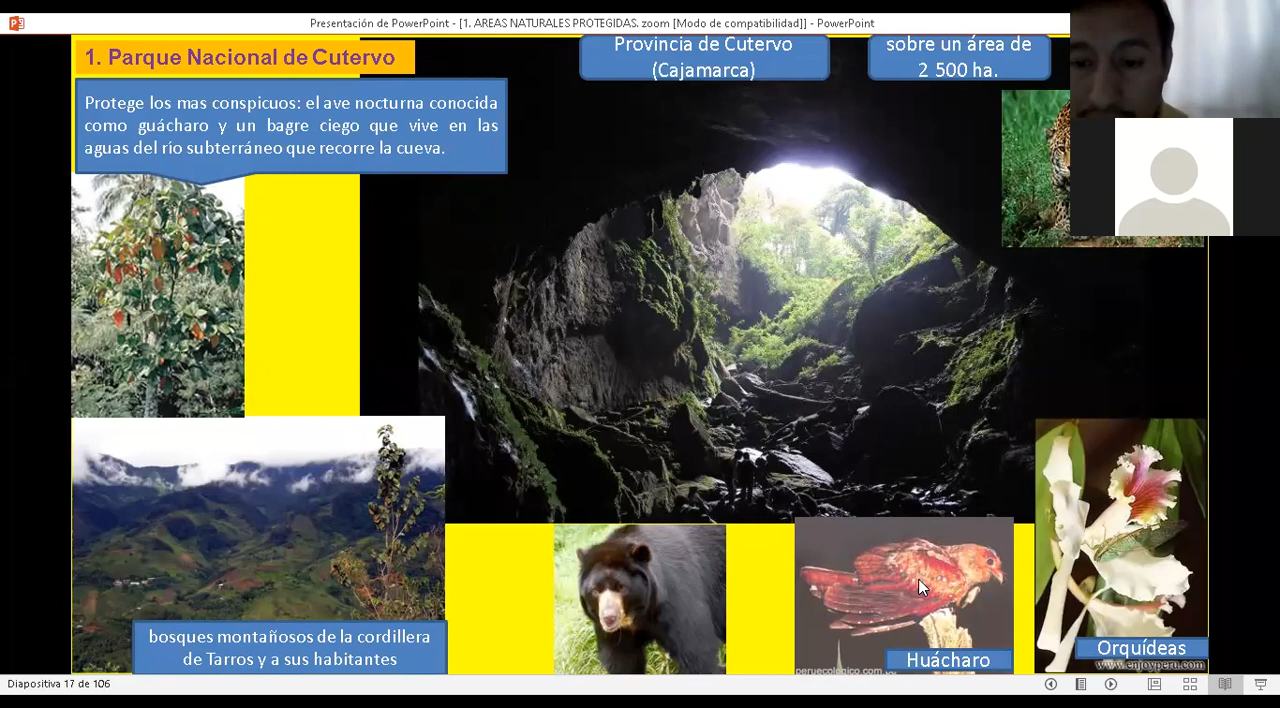 Presentación de PowerPoint - [1. AREAS NATURALES PROTEGIDAS. zoom [Modo de compatibilidad]] - PowerPoint
1. Parque Nacional de Cutervo
Provincia de Cutervo
(Cajamarca)
sobre un área de
2 500 ha.
Protege los mas conspicuos: el ave nocturna conocida
como guácharo y un bagre ciego que vive en las
aguas del río subterráneo que recorre la cueva.
bosques montañosos de la cordillera
de Tarros y a sus habitantes
peruecologico.com.p
Huácharo
Orquídeas
www.enjoyperu.com
Diapositiva 17 de 106